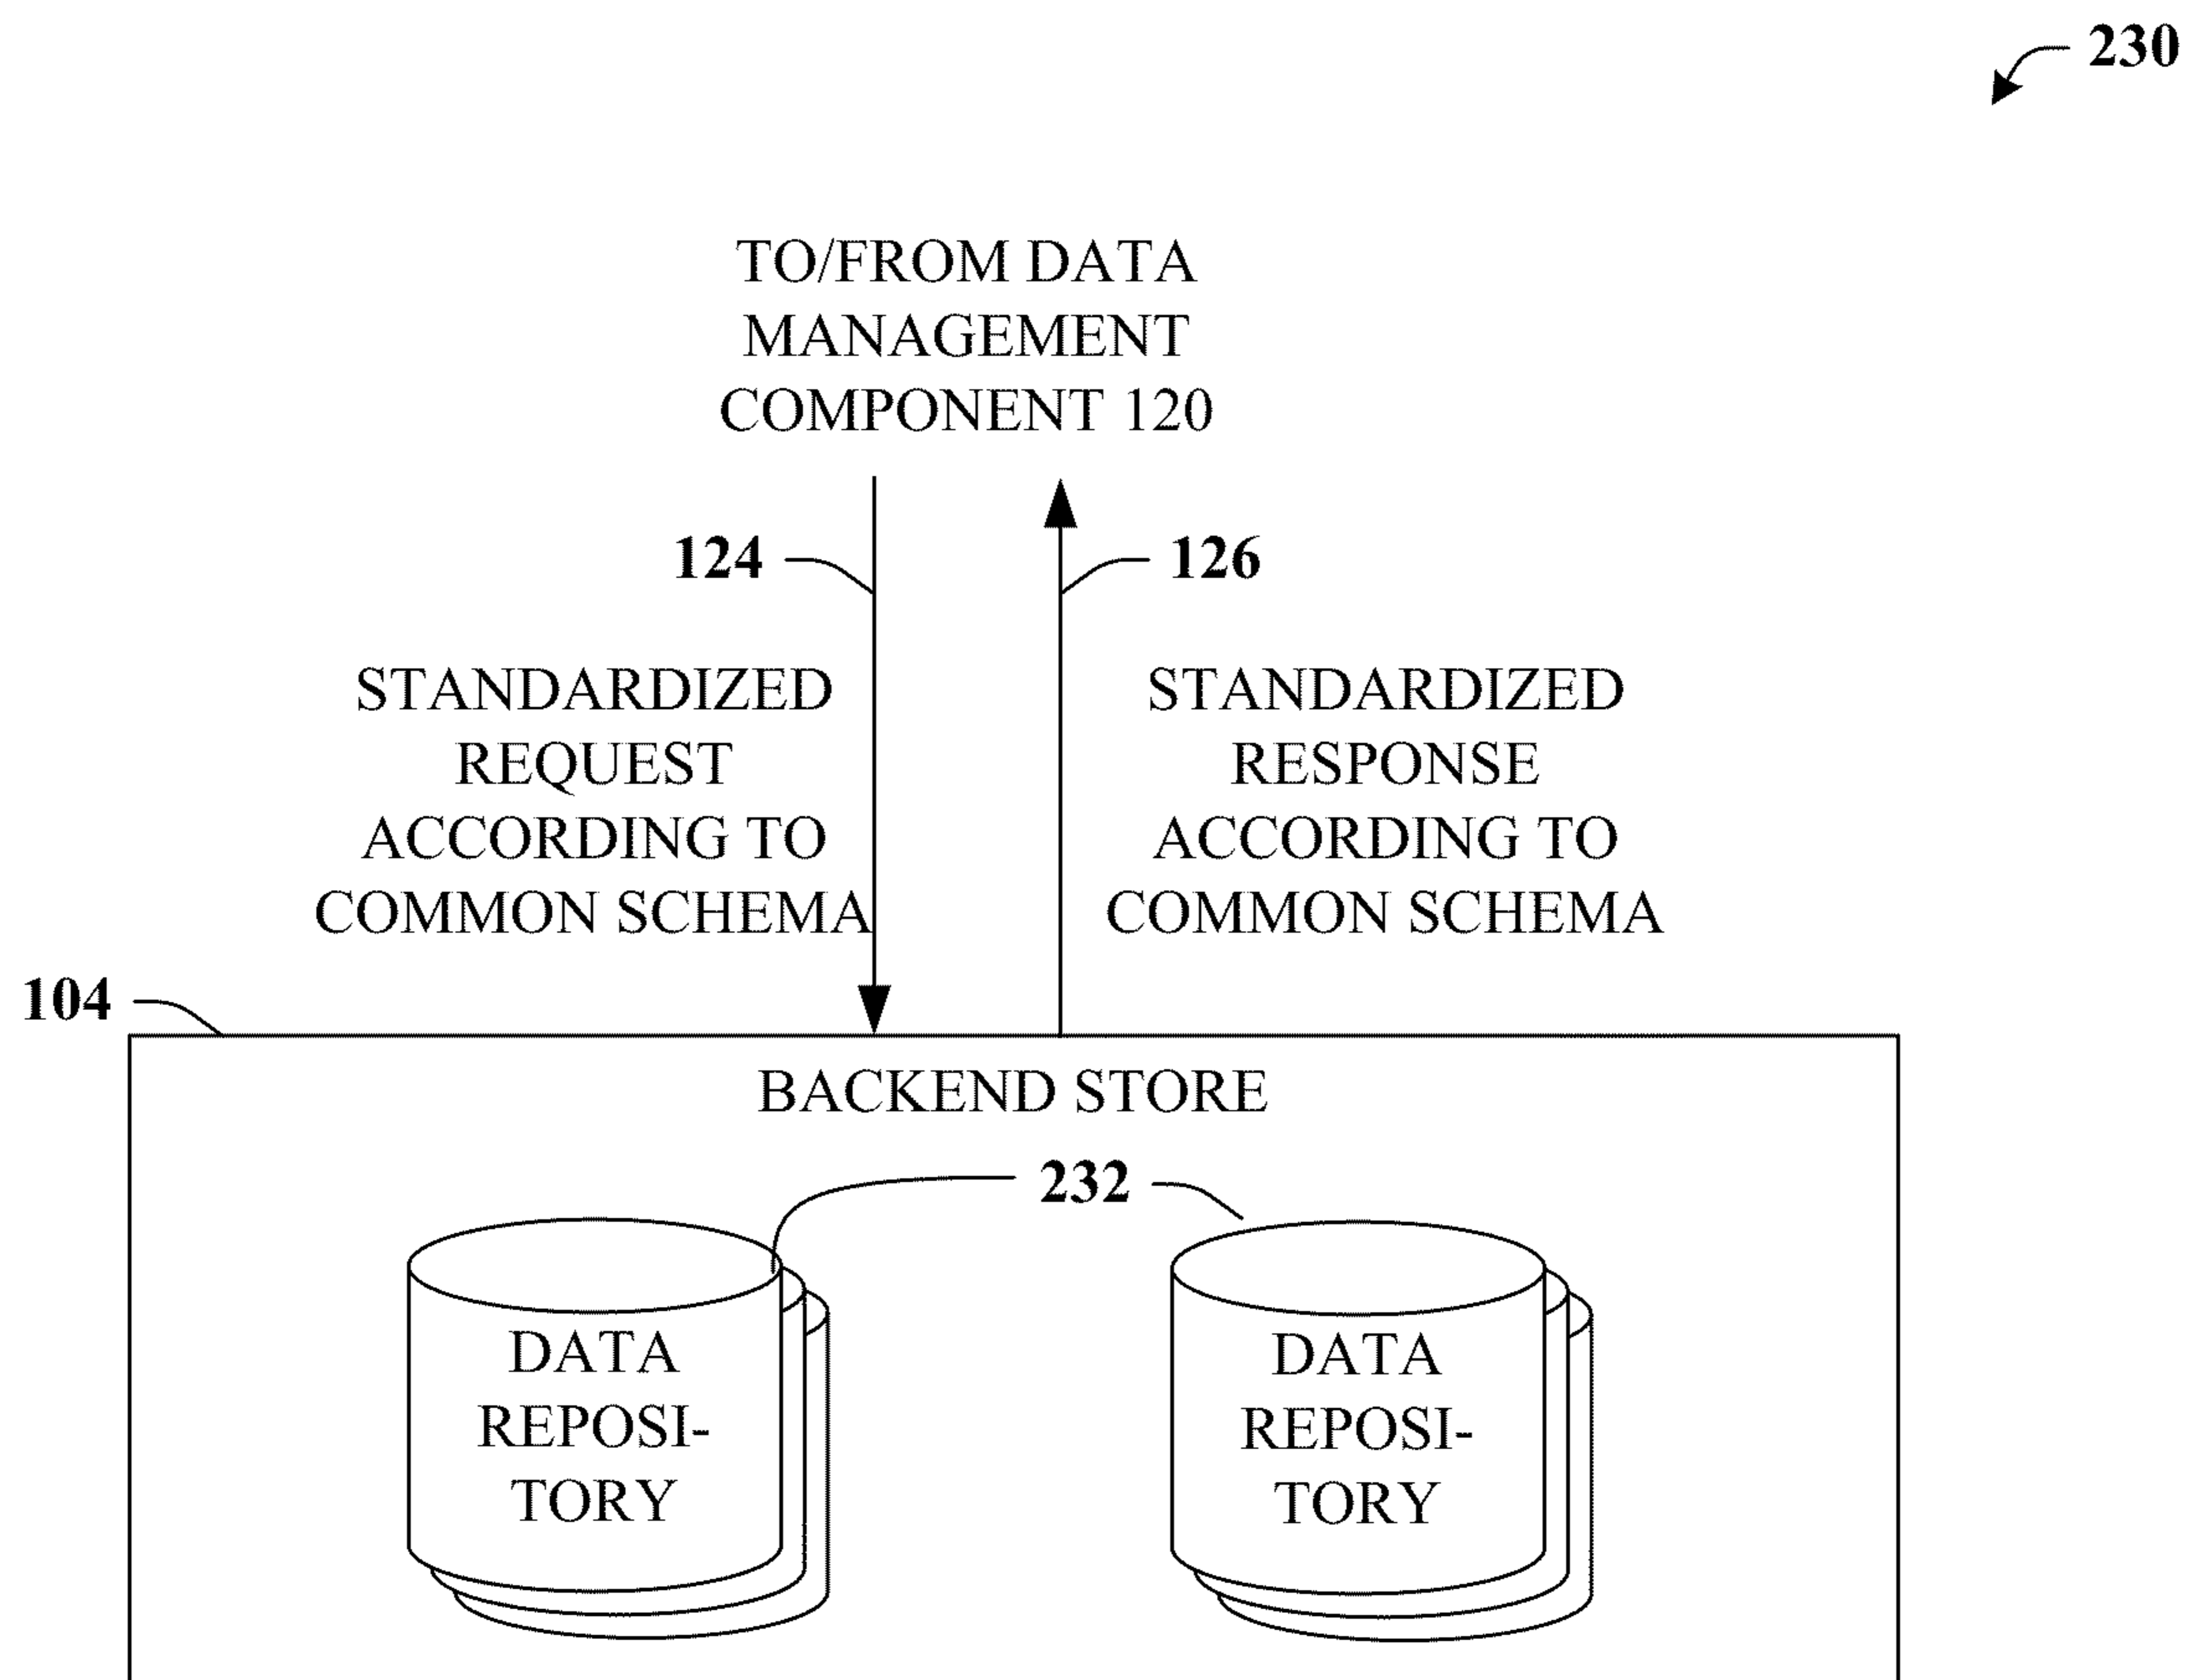 230
TO/FROM DATA
MANAGEMENT
COMPONENT 120
124
126
STANDARDIZED
REQUEST
ACCORDING TO
COMMON SCHEMA
STANDARDIZED
RESPONSE
ACCORDING TO
COMMON SCHEMA
104
BACKEND STORE
232
DATA
REPOSI-
TORY
DATA
REPOSI-
TORY